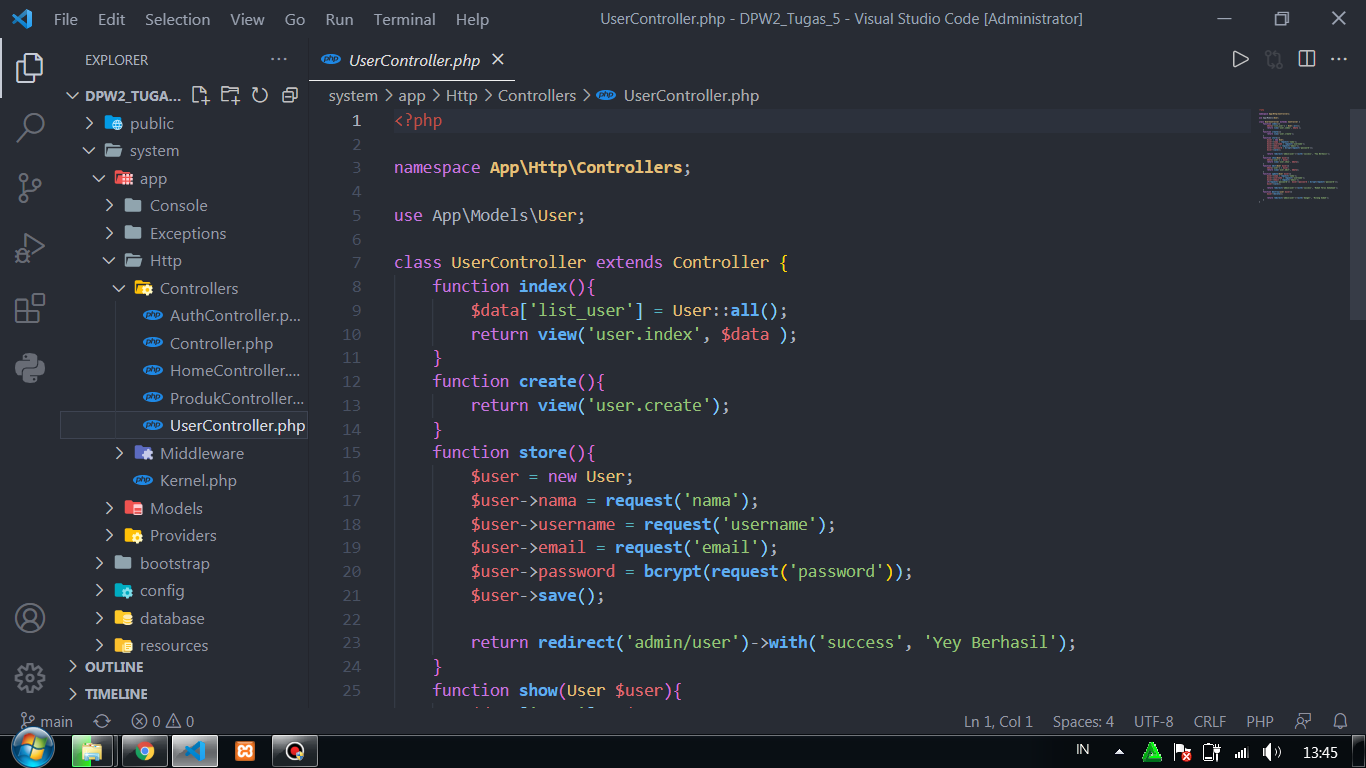 File Edit Selection View Go Run Terminal Help UserController.php - DPW2_Tugas_5 - Visual Studio Code [Administrator]
EXPLORER
DPW2_TUGA...
public
system
app
Console
Exceptions
Http
Controllers
AuthController.p...
Controller.php
HomeController....
ProdukController...
UserController.php
Middleware
Kernel.php
Models
Providers
bootstrap
config
database
resources
OUTLINE
TIMELINE
UserController.php
system > app > Http > Controllers > UserController.php
1 <?php
2
3 namespace App\Http\Controllers;
4
5 use App\Models\User;
6
7 class UserController extends Controller {
8 function index(){
9 $data['list_user'] = User::all();
10 return view('user.index', $data );
11 }
12 function create(){
13 return view('user.create');
14 }
15 function store(){
16 $user = new User;
17 $user->nama = request('nama');
18 $user->username = request('username');
19 $user->email = request('email');
20 $user->password = bcrypt(request('password'));
21 $user->save();
22
23 return redirect('admin/user')->with('success', 'Yey Berhasil');
24 }
25 function show(User $user){
main 0 0 Ln 1, Col 1 Spaces: 4 UTF-8 CRLF PHP
IN 13:45